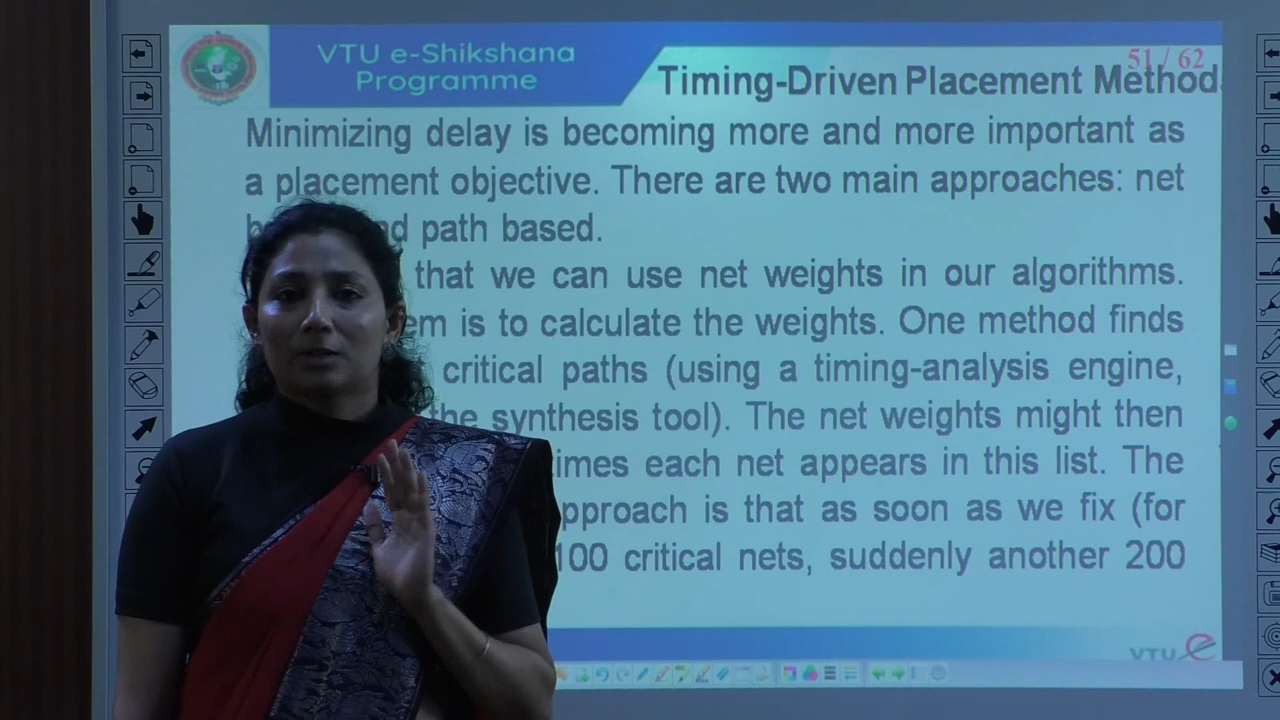 VTU e-Shikshana
Programme
51 / 62
Timing-Driven Placement Method
Minimizing delay is becoming more and more important as
a placement objective. There are two main approaches: net
path based.
that we can use net weights in our algorithms.
is to calculate the weights. One method finds
critical paths (using a timing-analysis engine,
the synthesis tool). The net weights might then
times each net appears in this list. The
approach is that as soon as we fix (for
100 critical nets, suddenly another 200
VTU e